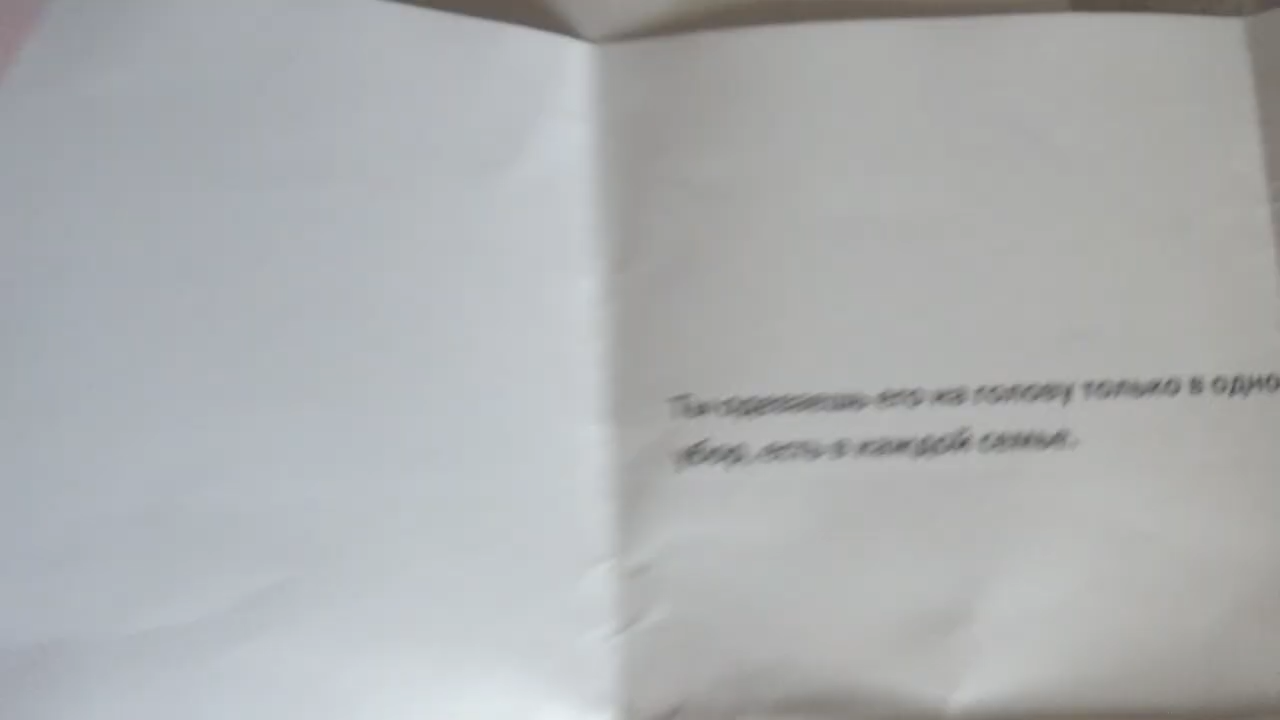 Ты одеваешь его на голову только в одно
убор, есть в каждой семье.